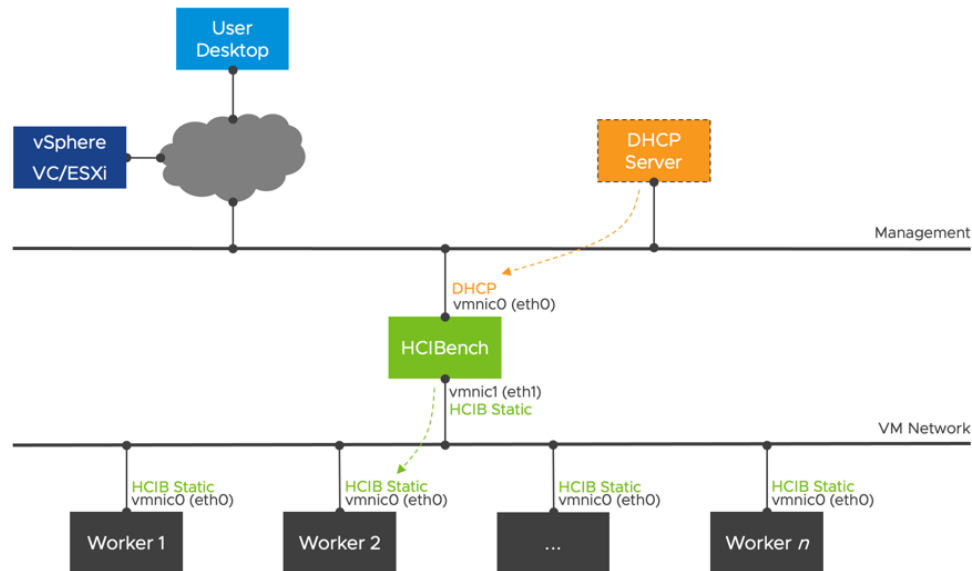 User
Desktop
vSphere
VC/ESXi
DHCP
Server
Management
DHCP
vmnic0 (eth0)
HCIBench
vmnic1 (eth1)
HCIB Static
VM Network
HCIB Static
vmnic0 (eth0)
HCIB Static
vmnic0 (eth0)
HCIB Static
vmnic0 (eth0)
HCIB Static
vmnic0 (eth0)
Worker 1
Worker 2
...
Worker n